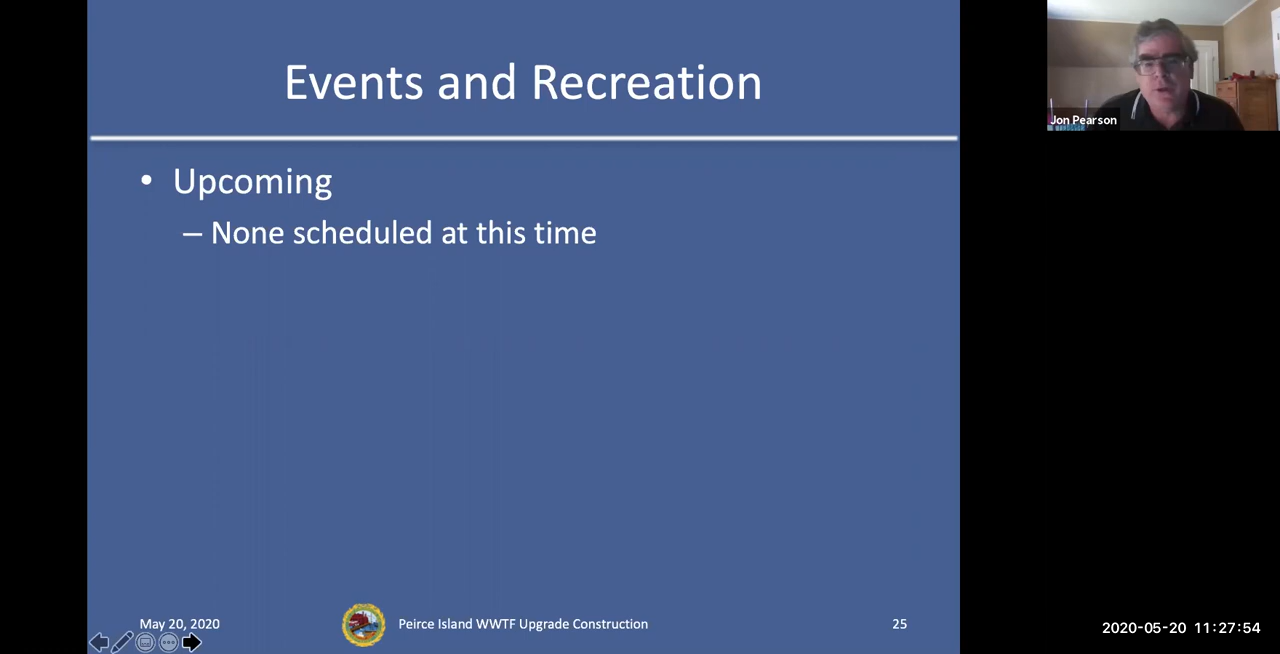 Events and Recreation
• Upcoming
– None scheduled at this time
May 20, 2020
Peirce Island WWTF Upgrade Construction
25
Jon Pearson
2020-05-20 11:27:54